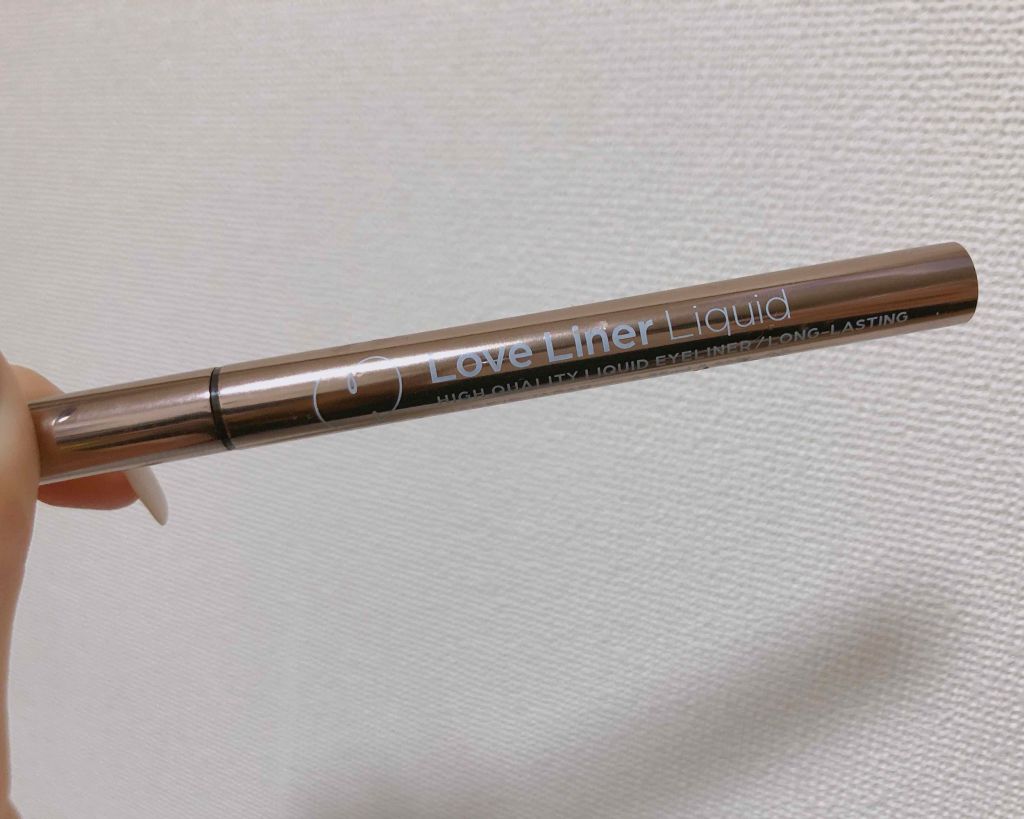 Love Liner Liquid
HIGH QUALITY LIQUID EYELINER/LONG-LASTING